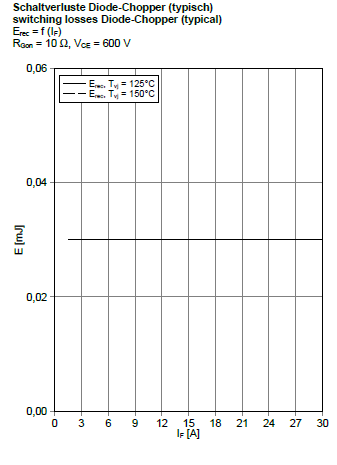 Schaltverluste Diode-Chopper (typisch)
switching losses Diode-Chopper (typical)
Erec = f (IF)
RGon = 10 Ω, VCE = 600 V
Erec, Tvj = 125°C
Erec, Tvj = 150°C
0,06
0,04
0,02
0,00
E [mJ]
0 3 6 9 12 15 18 21 24 27 30
IF [A]